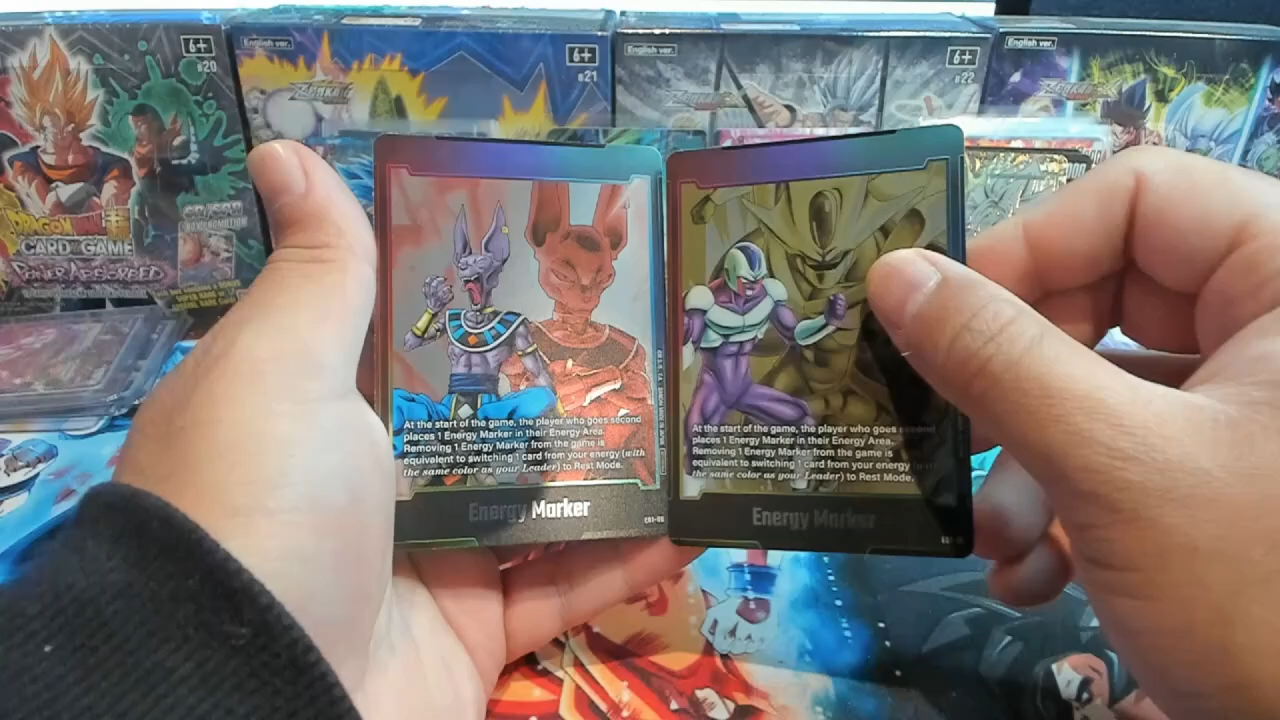 6+
B20
DRAGON BALL
CARD GAME
POWER ABSORBED
English ver.
6+
B21
English ver.
6+
B22
English ver.
At the start of the game, the player who goes second
places 1 Energy Marker in their Energy Area.
Removing 1 Energy Marker from the game is
equivalent to switching 1 card from your energy (with
the same color as your Leader) to Rest Mode.
Energy Marker
At the start of the game, the player who goes second
places 1 Energy Marker in their Energy Area.
Removing 1 Energy Marker from the game is
equivalent to switching 1 card from your energy (with
the same color as your Leader) to Rest Mode.
Energy Marker